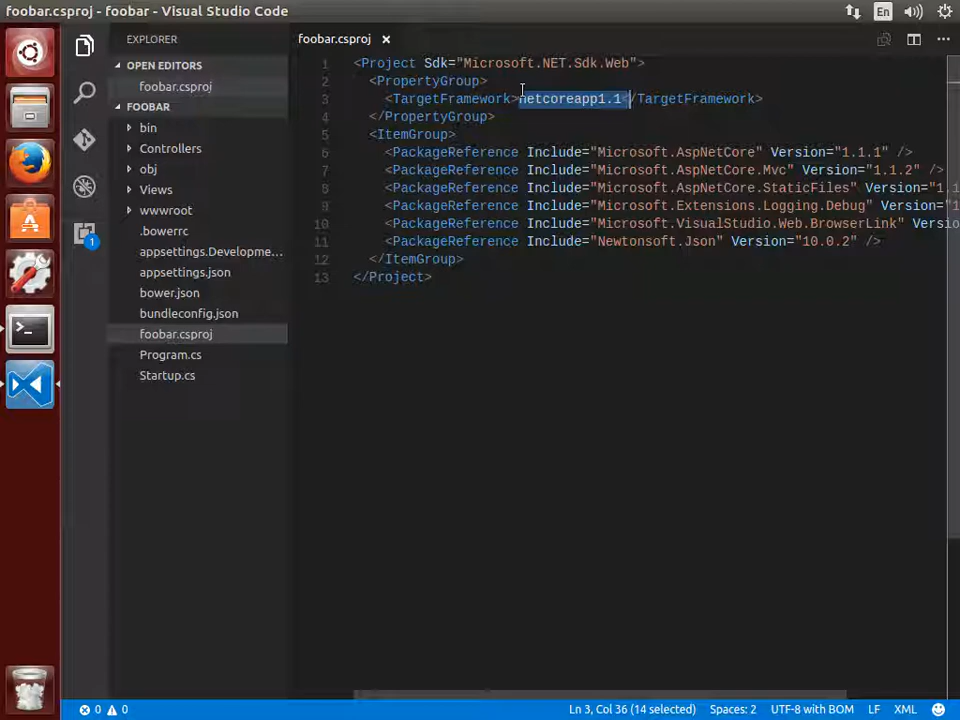 foobar.csproj - foobar - Visual Studio Code
En
EXPLORER
OPEN EDITORS
foobar.csproj
FOOBAR
bin
Controllers
obj
Views
wwwroot
.bowerrc
appsettings.Developme...
appsettings.json
bower.json
bundleconfig.json
foobar.csproj
Program.cs
Startup.cs
1
foobar.csproj
1 <Project Sdk="Microsoft.NET.Sdk.Web">
2 <PropertyGroup>
3 <TargetFramework>netcoreapp1.1</TargetFramework>
4 </PropertyGroup>
5 <ItemGroup>
6 <PackageReference Include="Microsoft.AspNetCore" Version="1.1.1" />
7 <PackageReference Include="Microsoft.AspNetCore.Mvc" Version="1.1.2" />
8 <PackageReference Include="Microsoft.AspNetCore.StaticFiles" Version="1.1
9 <PackageReference Include="Microsoft.Extensions.Logging.Debug" Version="1
10 <PackageReference Include="Microsoft.VisualStudio.Web.BrowserLink" Versio
11 <PackageReference Include="Newtonsoft.Json" Version="10.0.2" />
12 </ItemGroup>
13 </Project>
0 0
Ln 3, Col 36 (14 selected) Spaces: 2 UTF-8 with BOM LF XML